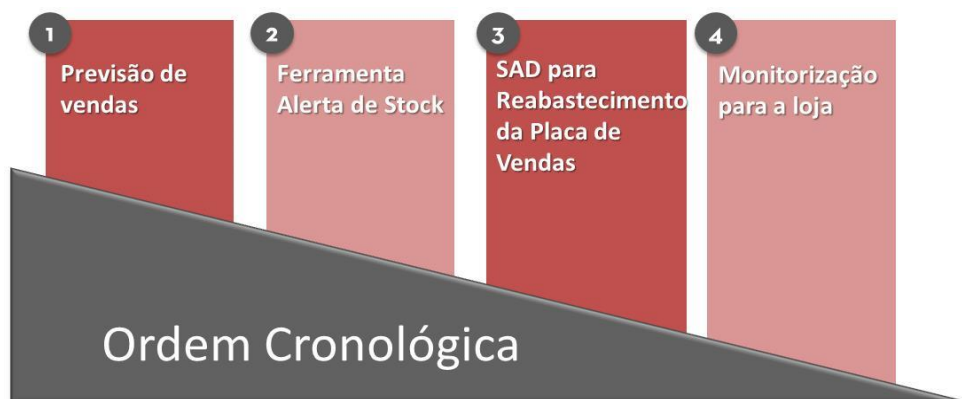 1
Previsão de
vendas
2
Ferramenta
Alerta de Stock
3
SAD para
Reabastecimento
da Placa de
Vendas
4
Monitorização
para a loja
Ordem Cronológica